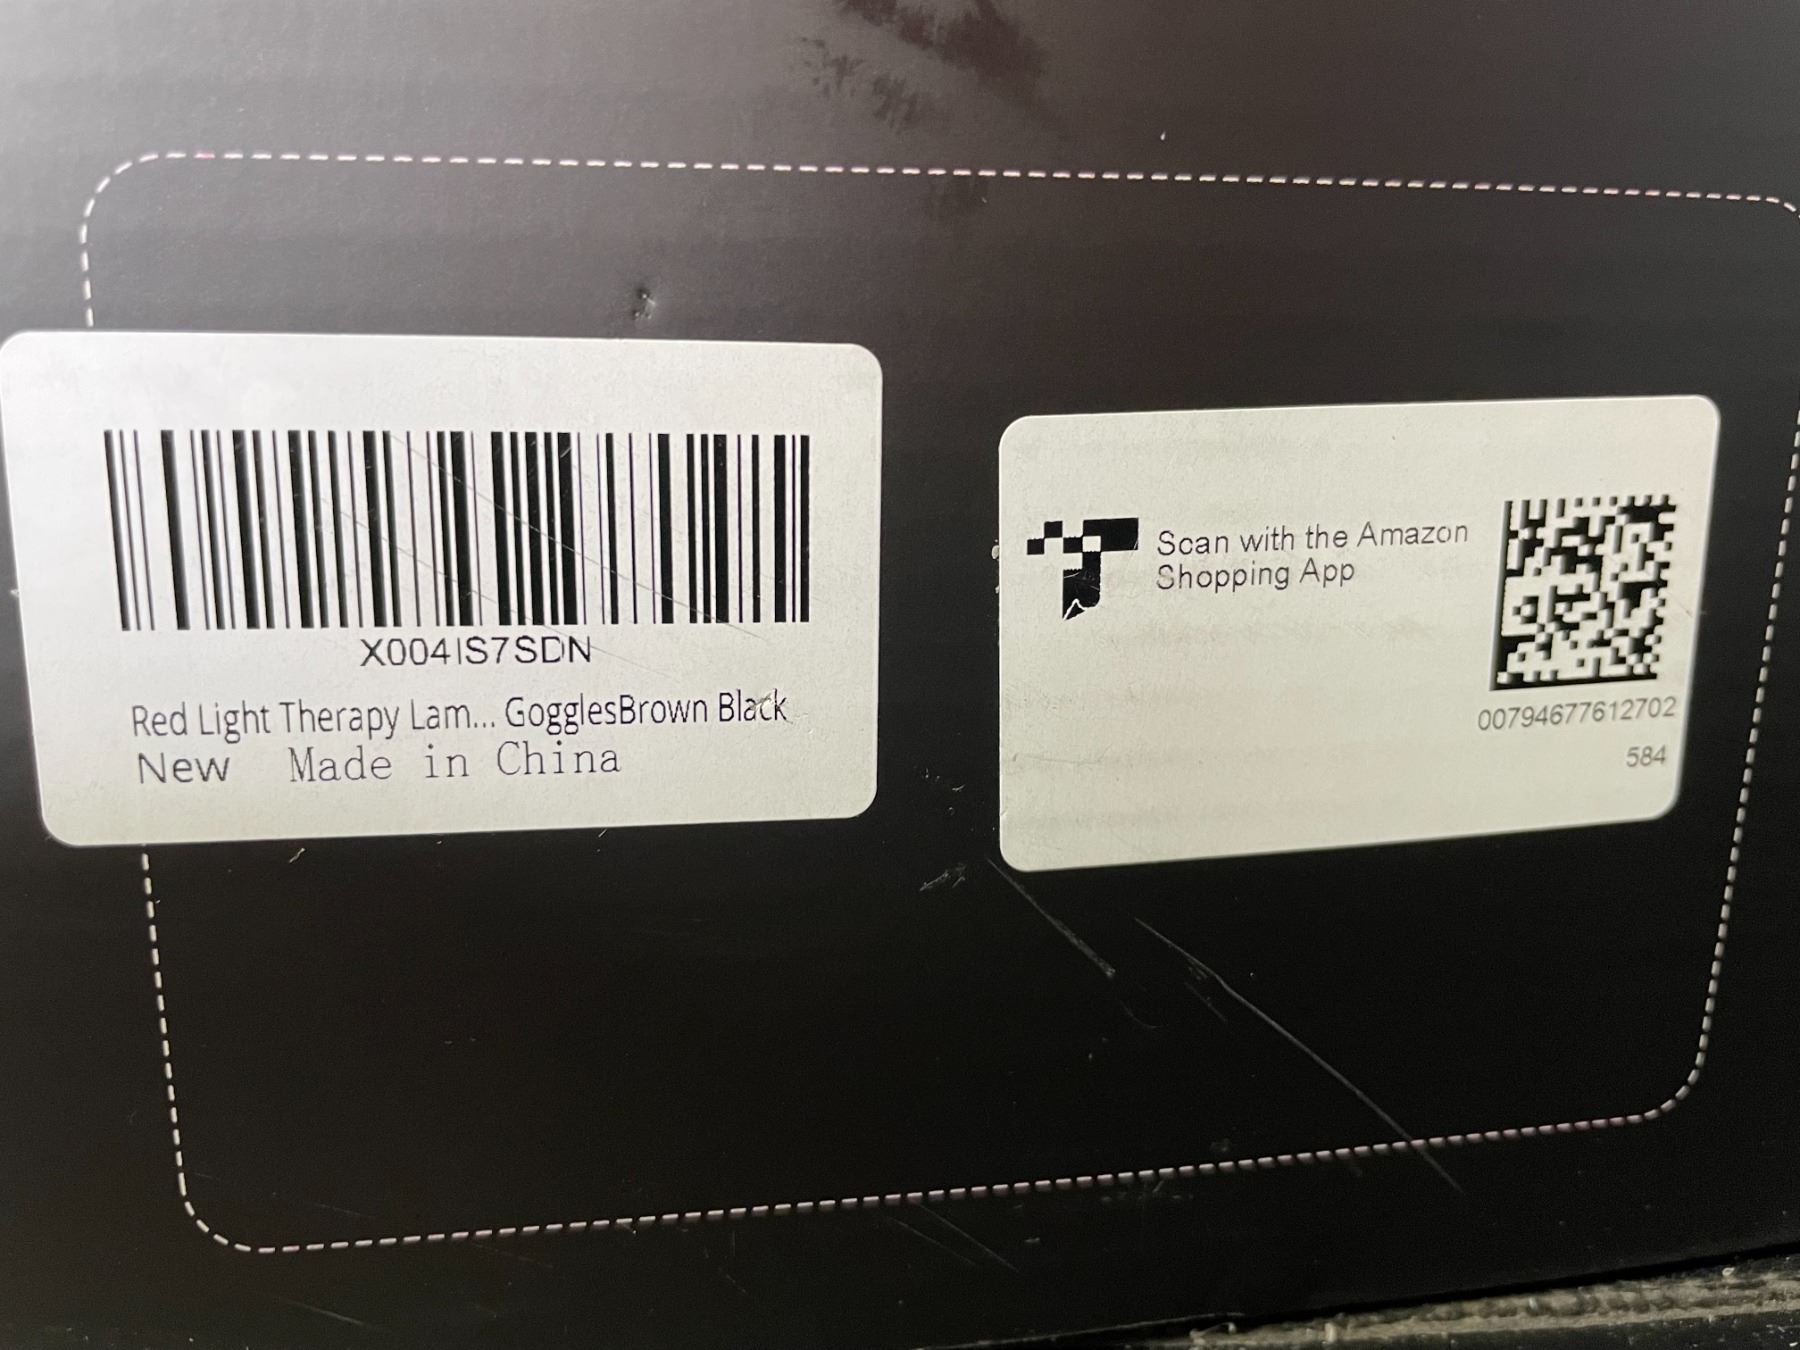 X004IS7SDN
Red Light Therapy Lam... GogglesBrown Black
New Made in China
Scan with the Amazon
Shopping App
00794677612702
584